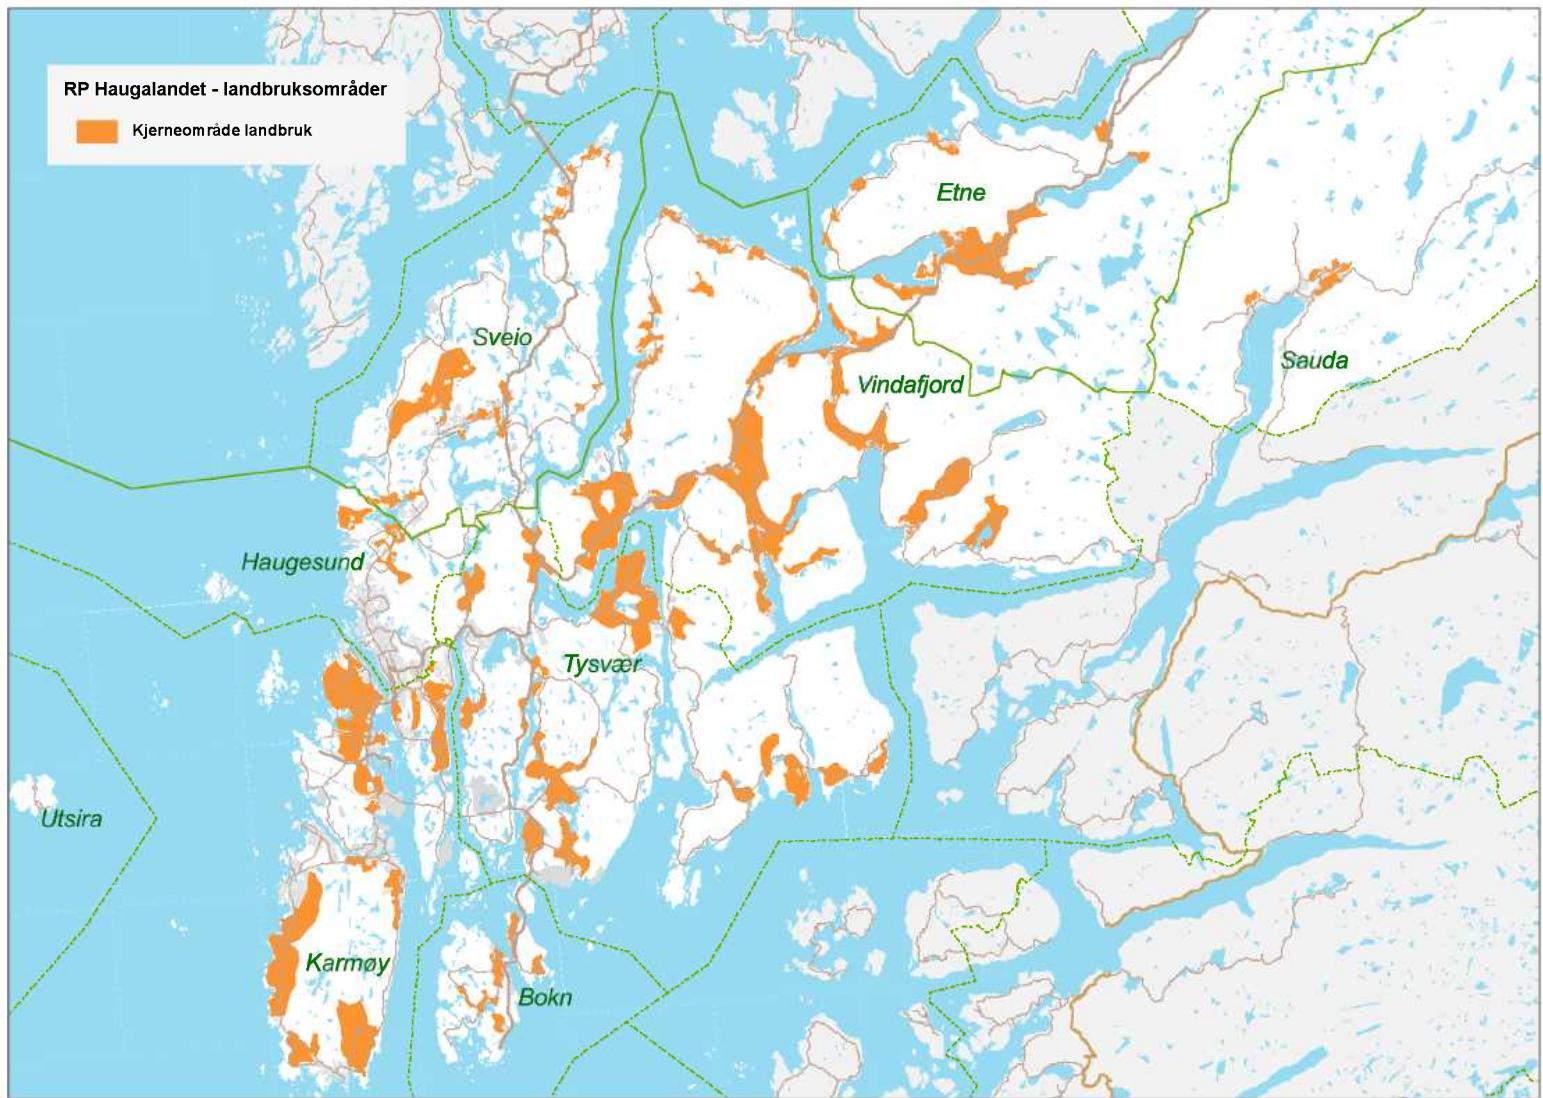 RP Haugalandet - landbruksområder
Kjerneområde landbruk
Etne
Sveio
Sauda
Vindafjord
Haugesund
Tysvær
Utsira
Karmøy
Bokn